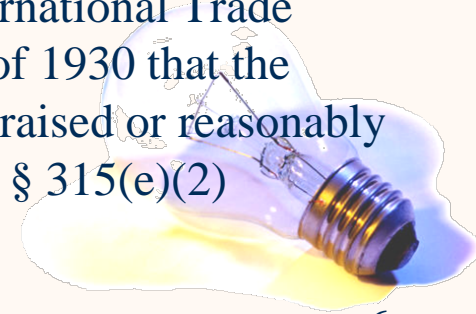 rnational Trade
of 1930 that the
raised or reasonably
§ 315(e)(2)